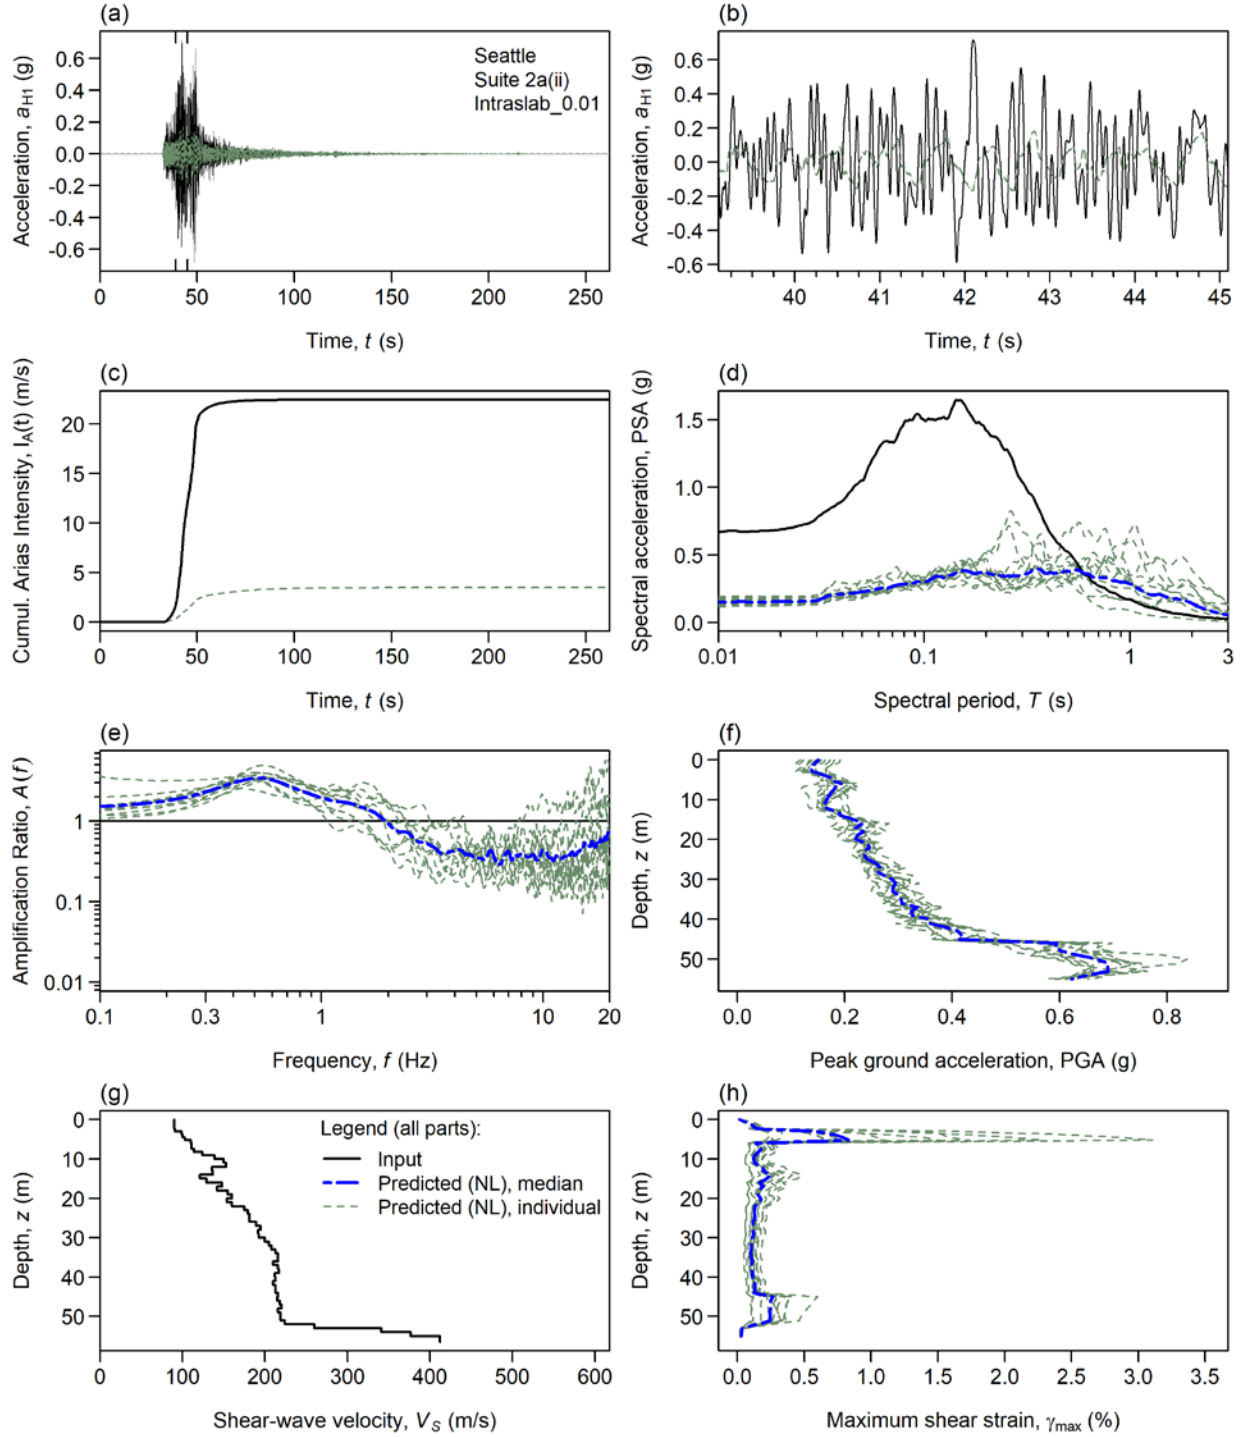 (a)
Acceleration, aH1 (g)
0.6
0.4
0.2
0.0
-0.2
-0.4
-0.6
Seattle
Suite 2a(ii)
Intraslab_0.01
0 50 100 150 200 250
Time, t (s)
(b)
Acceleration, aH1 (g)
0.6
0.4
0.2
0.0
-0.2
-0.4
-0.6
40 41 42 43 44 45
Time, t (s)
(c)
Cumul. Arias Intensity, IA(t) (m/s)
20
15
10
5
0
0 50 100 150 200 250
Time, t (s)
(d)
Spectral acceleration, PSA (g)
1.5
1.0
0.5
0.0
0.01 0.1 1 3
Spectral period, T (s)
(e)
Amplification Ratio, A(f)
1
0.1
0.01
0.1 0.3 1 3 10 20
Frequency, f (Hz)
(f)
Depth, z (m)
0
10
20
30
40
50
0.0 0.2 0.4 0.6 0.8
Peak ground acceleration, PGA (g)
(g)
Depth, z (m)
0
10
20
30
40
50
Legend (all parts):
Input
Predicted (NL), median
Predicted (NL), individual
0 100 200 300 400 500 600
Shear-wave velocity, VS (m/s)
(h)
Depth, z (m)
0
10
20
30
40
50
0.0 0.5 1.0 1.5 2.0 2.5 3.0 3.5
Maximum shear strain, γmax (%)